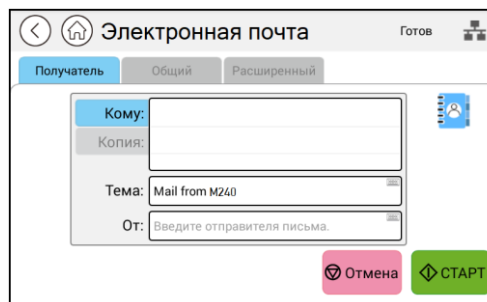 Электронная почта
Готов
Получатель
Общий
Расширенный
Кому:
Копия:
Тема: Mail from M240
От: Введите отправителя письма.
Отмена
СТАРТ